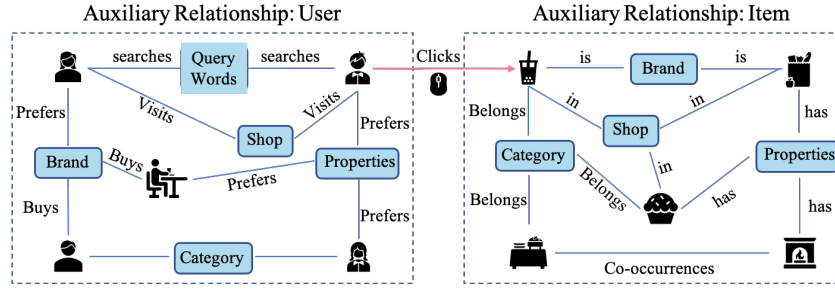 Auxiliary Relationship: User
Auxiliary Relationship: Item
searches
Query
Words
searches
Clicks
is
Brand
is
Visits
Visits
in
in
Prefers
Shop
Prefers
Belongs
Shop
has
Brand
Buys
Properties
Category
in
Properties
Prefers
Belongs
has
Buys
Prefers
Belongs
has
Category
Co-occurrences